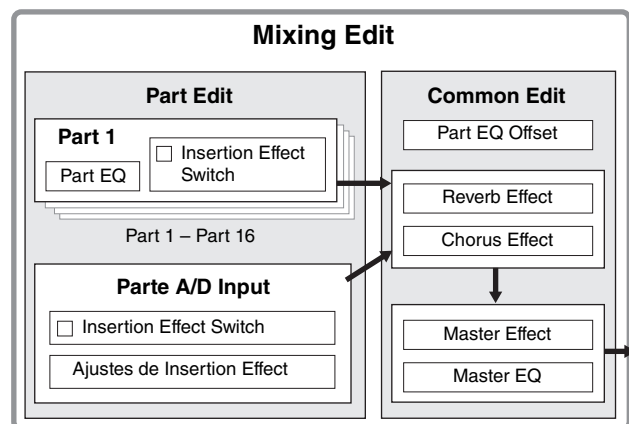 Mixing Edit
Part Edit
Part 1
Part EQ
Insertion Effect
Switch
Part 1 – Part 16
Parte A/D Input
Insertion Effect Switch
Ajustes de Insertion Effect
Common Edit
Part EQ Offset
Reverb Effect
Chorus Effect
Master Effect
Master EQ